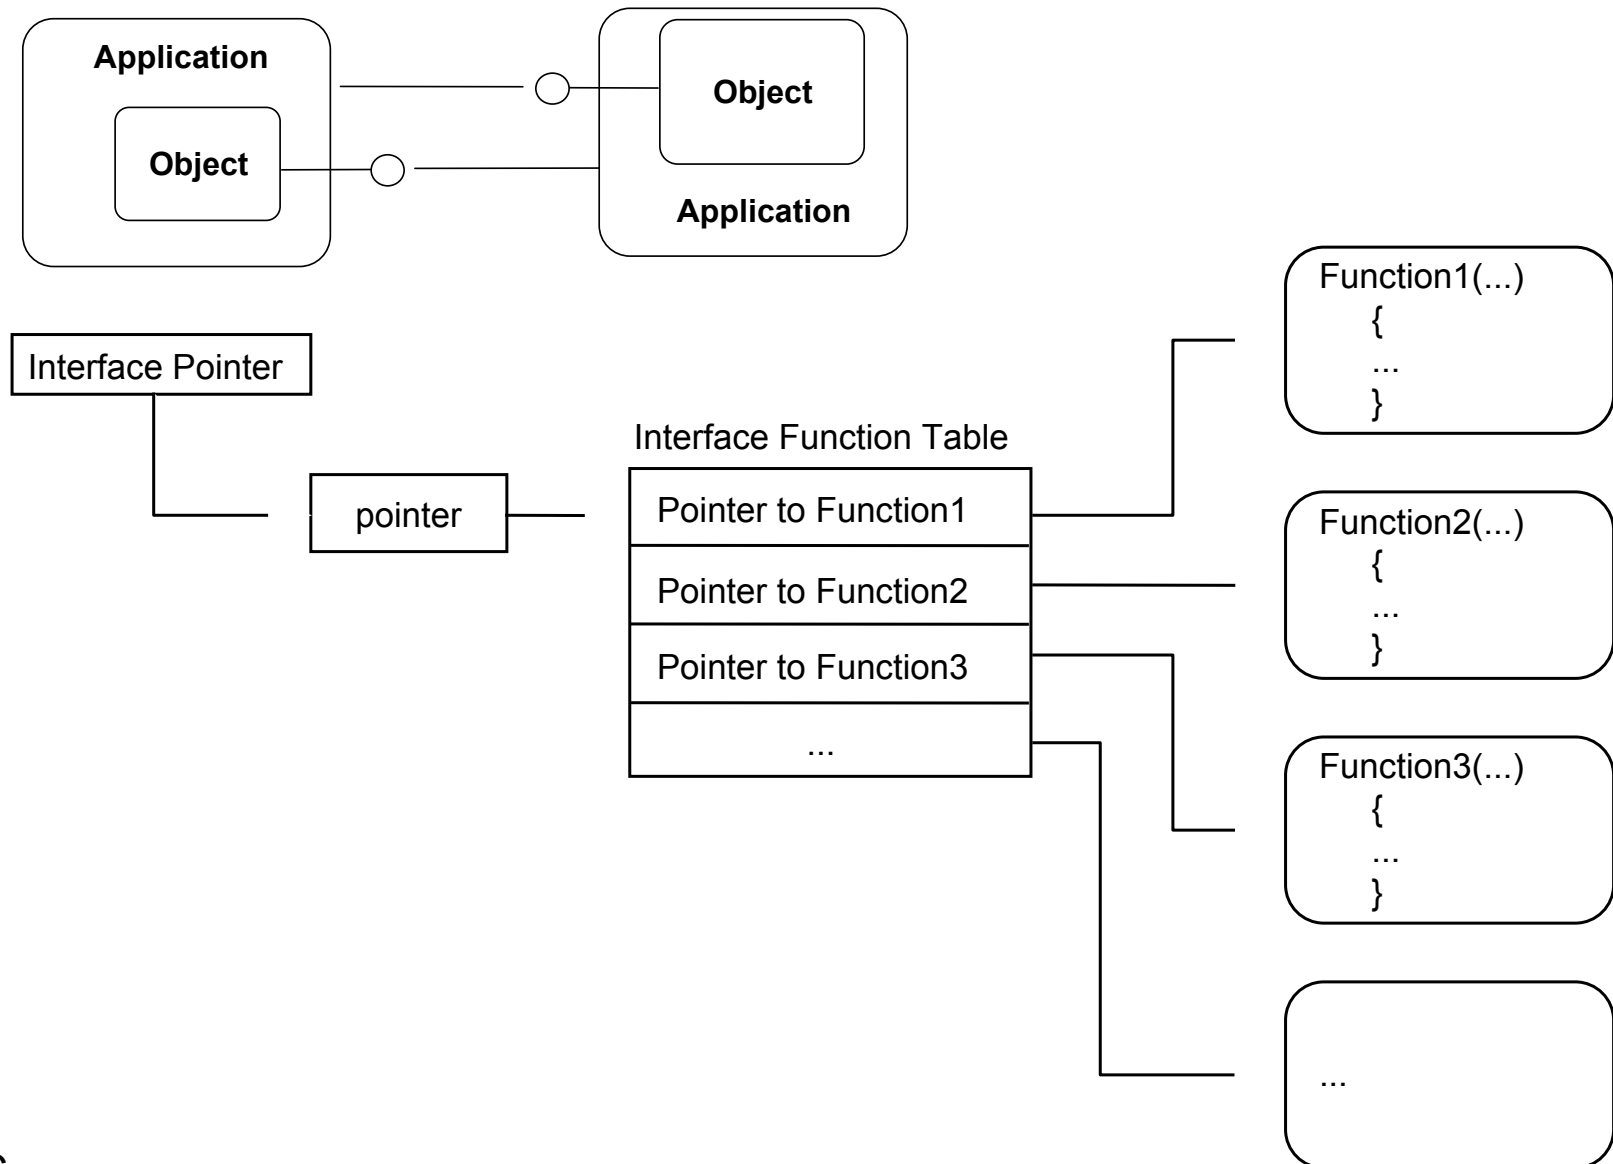 Application
Object
Object
Application
Interface Pointer
pointer
Interface Function Table
Pointer to Function1
Pointer to Function2
Pointer to Function3
...
Function1(...)
{
...
}
Function2(...)
{
...
}
Function3(...)
{
...
}
...